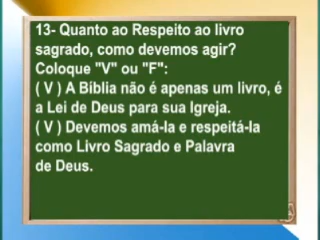 13- Quanto ao Respeito ao livro
sagrado, como devemos agir?
Coloque "V" ou "F":
( V ) A Bíblia não é apenas um livro, é
a Lei de Deus para sua Igreja.
( V ) Devemos amá-la e respeitá-la
como Livro Sagrado e Palavra
de Deus.